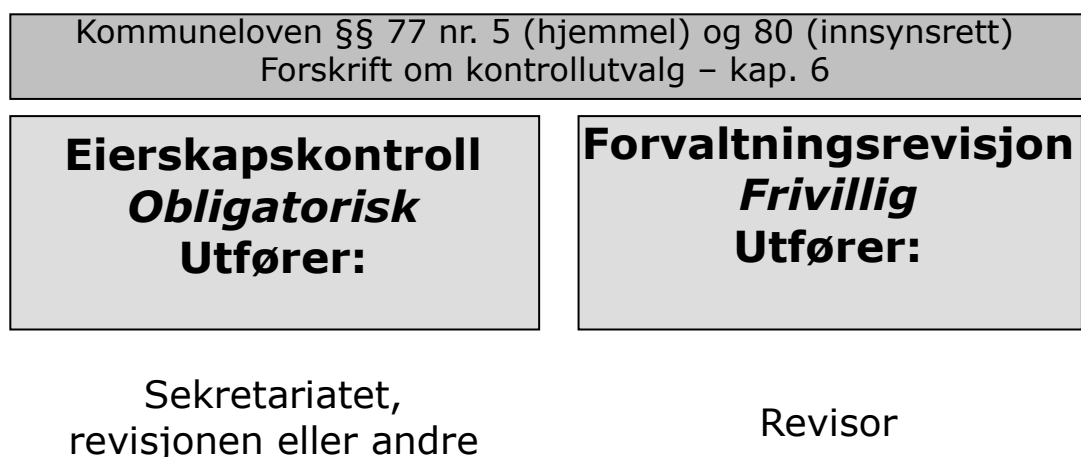 Kommuneloven §§ 77 nr. 5 (hjemmel) og 80 (innsynsrett)
Forskrift om kontrollutvalg – kap. 6
Eierskapskontroll
Obligatorisk
Utfører:
Forvaltningsrevisjon
Frivillig
Utfører:
Sekretariatet,
revisjonen eller andre
Revisor